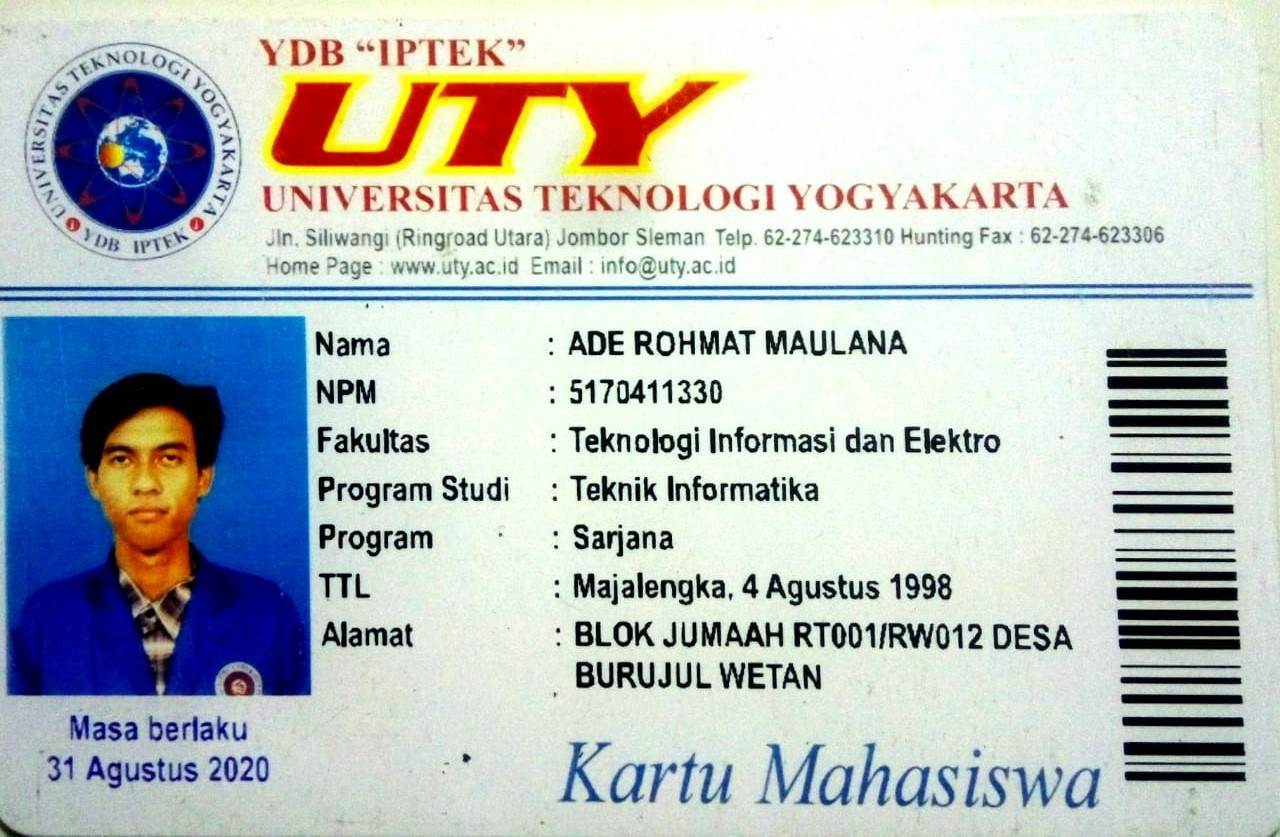 UNIVERSITAS TEKNOLOGI YOGYAKARTA
YDB IPTEK
YDB “IPTEK”
UTY
UNIVERSITAS TEKNOLOGI YOGYAKARTA
Jln. Siliwangi (Ringroad Utara) Jombor Sleman Telp. 62-274-623310 Hunting Fax : 62-274-623306
Home Page : www.uty.ac.id Email : info@uty.ac.id
Nama : ADE ROHMAT MAULANA
NPM : 5170411330
Fakultas : Teknologi Informasi dan Elektro
Program Studi : Teknik Informatika
Program : Sarjana
TTL : Majalengka, 4 Agustus 1998
Alamat : BLOK JUMAAH RT001/RW012 DESA
BURUJUL WETAN
Masa berlaku
31 Agustus 2020
Kartu Mahasiswa